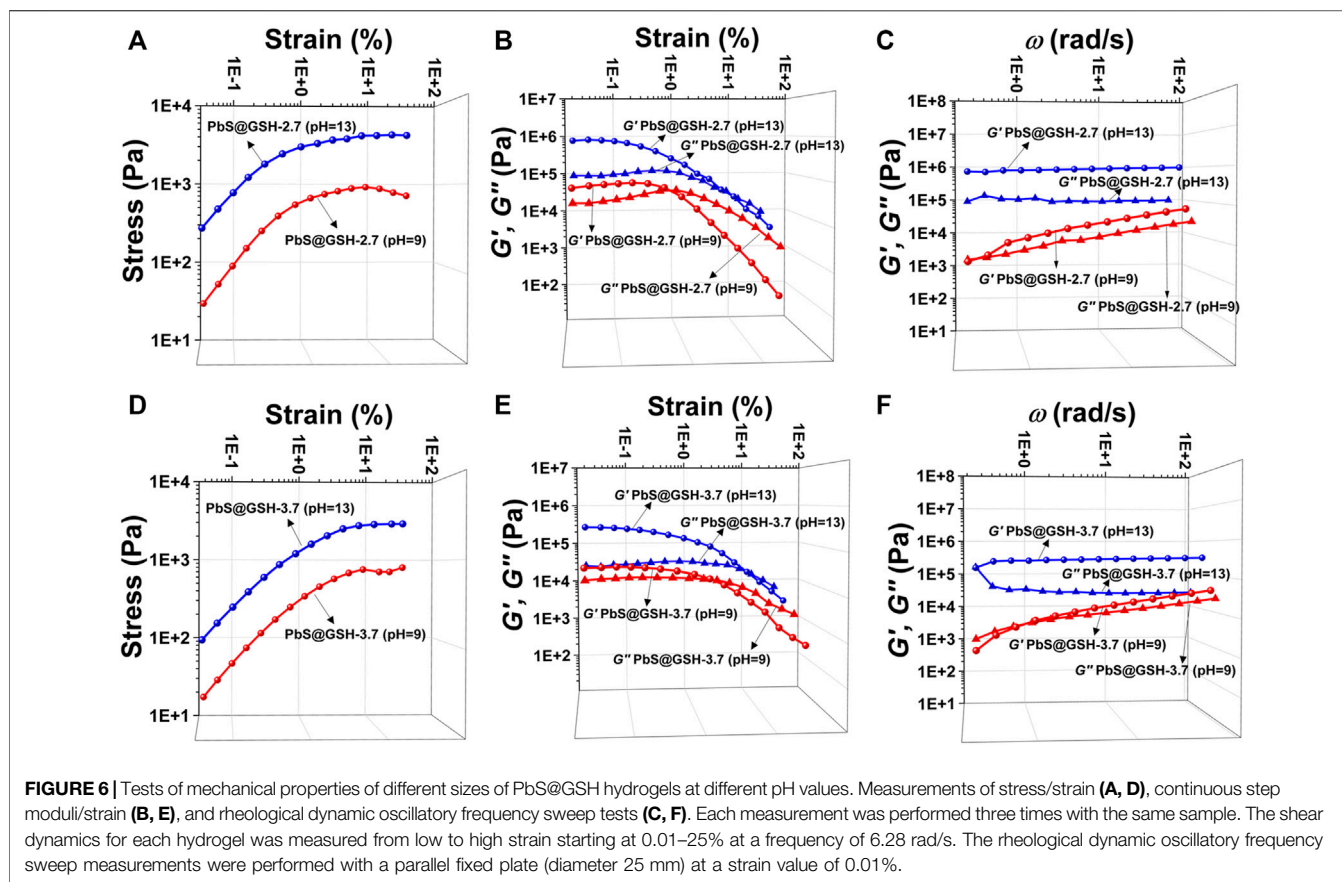 A
Strain (%)
1E-1
1E+0
1E+1
1E+2
Stress (Pa)
1E+4
1E+3
1E+2
1E+1
PbS@GSH-2.7 (pH=13)
PbS@GSH-2.7 (pH=9)
B
Strain (%)
1E-1
1E+0
1E+1
1E+2
G', G'' (Pa)
1E+7
1E+6
1E+5
1E+4
1E+3
1E+2
G' PbS@GSH-2.7 (pH=13)
G'' PbS@GSH-2.7 (pH=13)
G' PbS@GSH-2.7 (pH=9)
G'' PbS@GSH-2.7 (pH=9)
C
ω (rad/s)
1E+0
1E+1
1E+2
G', G'' (Pa)
1E+8
1E+7
1E+6
1E+5
1E+4
1E+3
1E+2
1E+1
G' PbS@GSH-2.7 (pH=13)
G'' PbS@GSH-2.7 (pH=13)
G' PbS@GSH-2.7 (pH=9)
G'' PbS@GSH-2.7 (pH=9)
D
Strain (%)
1E-1
1E+0
1E+1
1E+2
Stress (Pa)
1E+4
1E+3
1E+2
1E+1
PbS@GSH-3.7 (pH=13)
PbS@GSH-3.7 (pH=9)
E
Strain (%)
1E-1
1E+0
1E+1
1E+2
G', G'' (Pa)
1E+7
1E+6
1E+5
1E+4
1E+3
1E+2
G' PbS@GSH-3.7 (pH=13)
G'' PbS@GSH-3.7 (pH=13)
G' PbS@GSH-3.7 (pH=9)
G'' PbS@GSH-3.7 (pH=9)
F
ω (rad/s)
1E+0
1E+1
1E+2
G', G'' (Pa)
1E+8
1E+7
1E+6
1E+5
1E+4
1E+3
1E+2
1E+1
G' PbS@GSH-3.7 (pH=13)
G'' PbS@GSH-3.7 (pH=13)
G' PbS@GSH-3.7 (pH=9)
G'' PbS@GSH-3.7 (pH=9)
FIGURE 6 | Tests of mechanical properties of different sizes of PbS@GSH hydrogels at different pH values. Measurements of stress/strain (A, D), continuous step
moduli/strain (B, E), and rheological dynamic oscillatory frequency sweep tests (C, F). Each measurement was performed three times with the same sample. The shear
dynamics for each hydrogel was measured from low to high strain starting at 0.01–25% at a frequency of 6.28 rad/s. The rheological dynamic oscillatory frequency
sweep measurements were performed with a parallel fixed plate (diameter 25 mm) at a strain value of 0.01%.